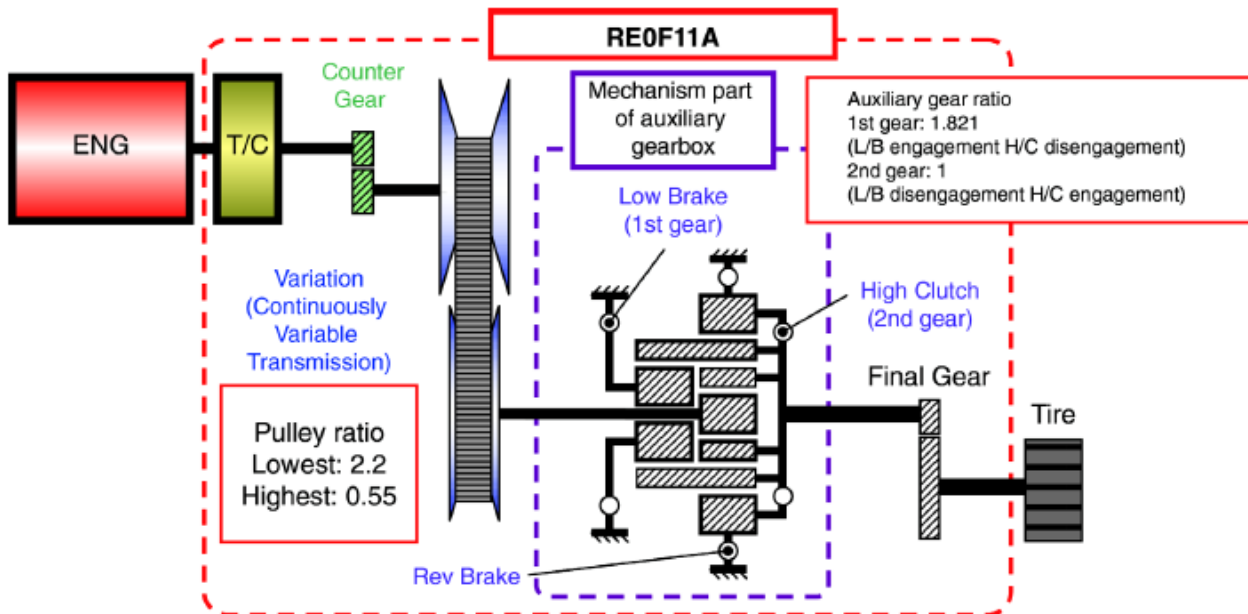 RE0F11A
Counter
Gear
ENG
T/C
Mechanism part
of auxiliary
gearbox
Auxiliary gear ratio
1st gear: 1.821
(L/B engagement H/C disengagement)
2nd gear: 1
(L/B disengagement H/C engagement)
Low Brake
(1st gear)
Variation
(Continuously
Variable
Transmission)
High Clutch
(2nd gear)
Final Gear
Tire
Pulley ratio
Lowest: 2.2
Highest: 0.55
Rev Brake